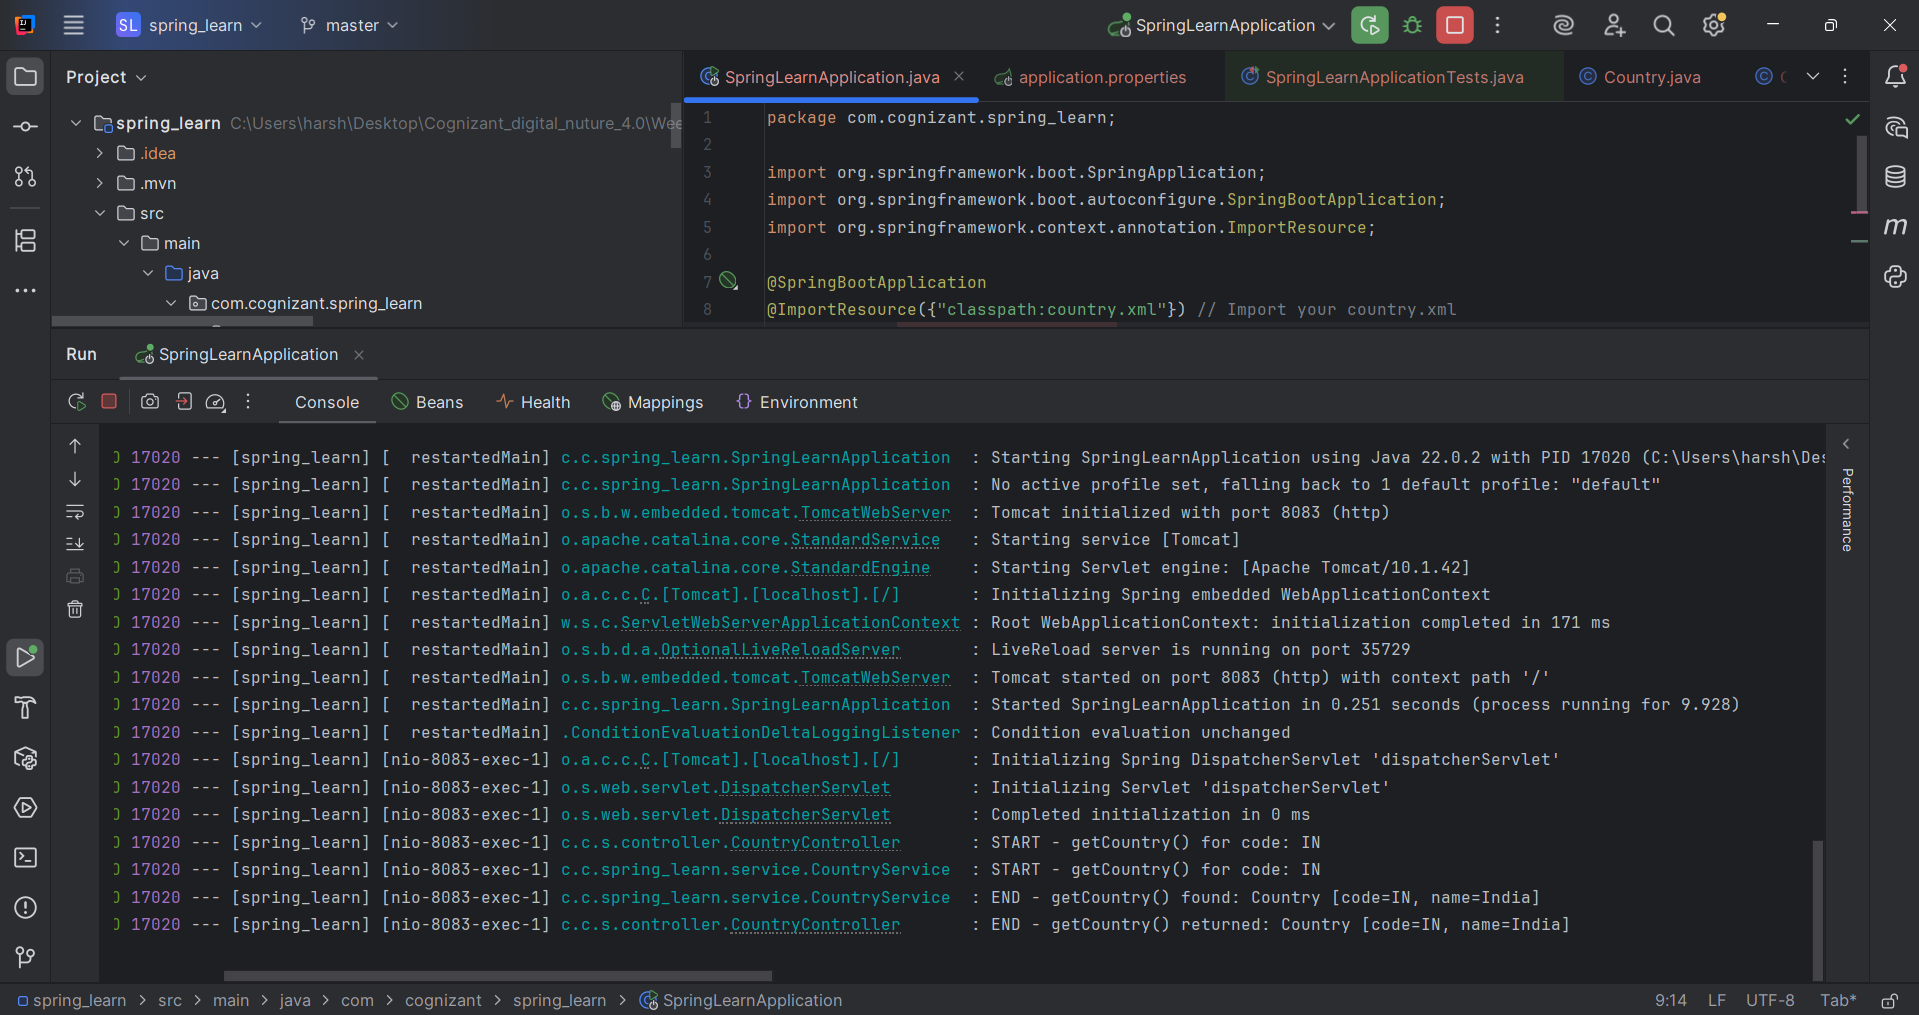 SL spring_learn master SpringLearnApplication
Project
SpringLearnApplication.java application.properties SpringLearnApplicationTests.java Country.java
spring_learn C:\Users\harsh\Desktop\Cognizant_digital_nuture_4.0\Wee
.idea
.mvn
src
main
java
com.cognizant.spring_learn
1 package com.cognizant.spring_learn;
2
3 import org.springframework.boot.SpringApplication;
4 import org.springframework.boot.autoconfigure.SpringBootApplication;
5 import org.springframework.context.annotation.ImportResource;
6
7 @SpringBootApplication
8 @ImportResource({"classpath:country.xml"}) // Import your country.xml
Run SpringLearnApplication
Console Beans Health Mappings Environment
17020 --- [spring_learn] [  restartedMain] c.c.spring_learn.SpringLearnApplication : Starting SpringLearnApplication using Java 22.0.2 with PID 17020 (C:\Users\harsh\Des
17020 --- [spring_learn] [  restartedMain] c.c.spring_learn.SpringLearnApplication : No active profile set, falling back to 1 default profile: "default"
17020 --- [spring_learn] [  restartedMain] o.s.b.w.embedded.tomcat.TomcatWebServer : Tomcat initialized with port 8083 (http)
17020 --- [spring_learn] [  restartedMain] o.apache.catalina.core.StandardService : Starting service [Tomcat]
17020 --- [spring_learn] [  restartedMain] o.apache.catalina.core.StandardEngine : Starting Servlet engine: [Apache Tomcat/10.1.42]
17020 --- [spring_learn] [  restartedMain] o.a.c.c.C.[Tomcat].[localhost].[/] : Initializing Spring embedded WebApplicationContext
17020 --- [spring_learn] [  restartedMain] w.s.c.ServletWebServerApplicationContext : Root WebApplicationContext: initialization completed in 171 ms
17020 --- [spring_learn] [  restartedMain] o.s.b.d.a.OptionalLiveReloadServer : LiveReload server is running on port 35729
17020 --- [spring_learn] [  restartedMain] o.s.b.w.embedded.tomcat.TomcatWebServer : Tomcat started on port 8083 (http) with context path '/'
17020 --- [spring_learn] [  restartedMain] c.c.spring_learn.SpringLearnApplication : Started SpringLearnApplication in 0.251 seconds (process running for 9.928)
17020 --- [spring_learn] [  restartedMain] .ConditionEvaluationDeltaLoggingListener : Condition evaluation unchanged
17020 --- [spring_learn] [nio-8083-exec-1] o.a.c.c.C.[Tomcat].[localhost].[/] : Initializing Spring DispatcherServlet 'dispatcherServlet'
17020 --- [spring_learn] [nio-8083-exec-1] o.s.web.servlet.DispatcherServlet : Initializing Servlet 'dispatcherServlet'
17020 --- [spring_learn] [nio-8083-exec-1] o.s.web.servlet.DispatcherServlet : Completed initialization in 0 ms
17020 --- [spring_learn] [nio-8083-exec-1] c.c.s.controller.CountryController : START - getCountry() for code: IN
17020 --- [spring_learn] [nio-8083-exec-1] c.c.spring_learn.service.CountryService : START - getCountry() for code: IN
17020 --- [spring_learn] [nio-8083-exec-1] c.c.spring_learn.service.CountryService : END - getCountry() found: Country [code=IN, name=India]
17020 --- [spring_learn] [nio-8083-exec-1] c.c.s.controller.CountryController : END - getCountry() returned: Country [code=IN, name=India]
Performance
spring_learn > src > main > java > com > cognizant > spring_learn > SpringLearnApplication 9:14 LF UTF-8 Tab*